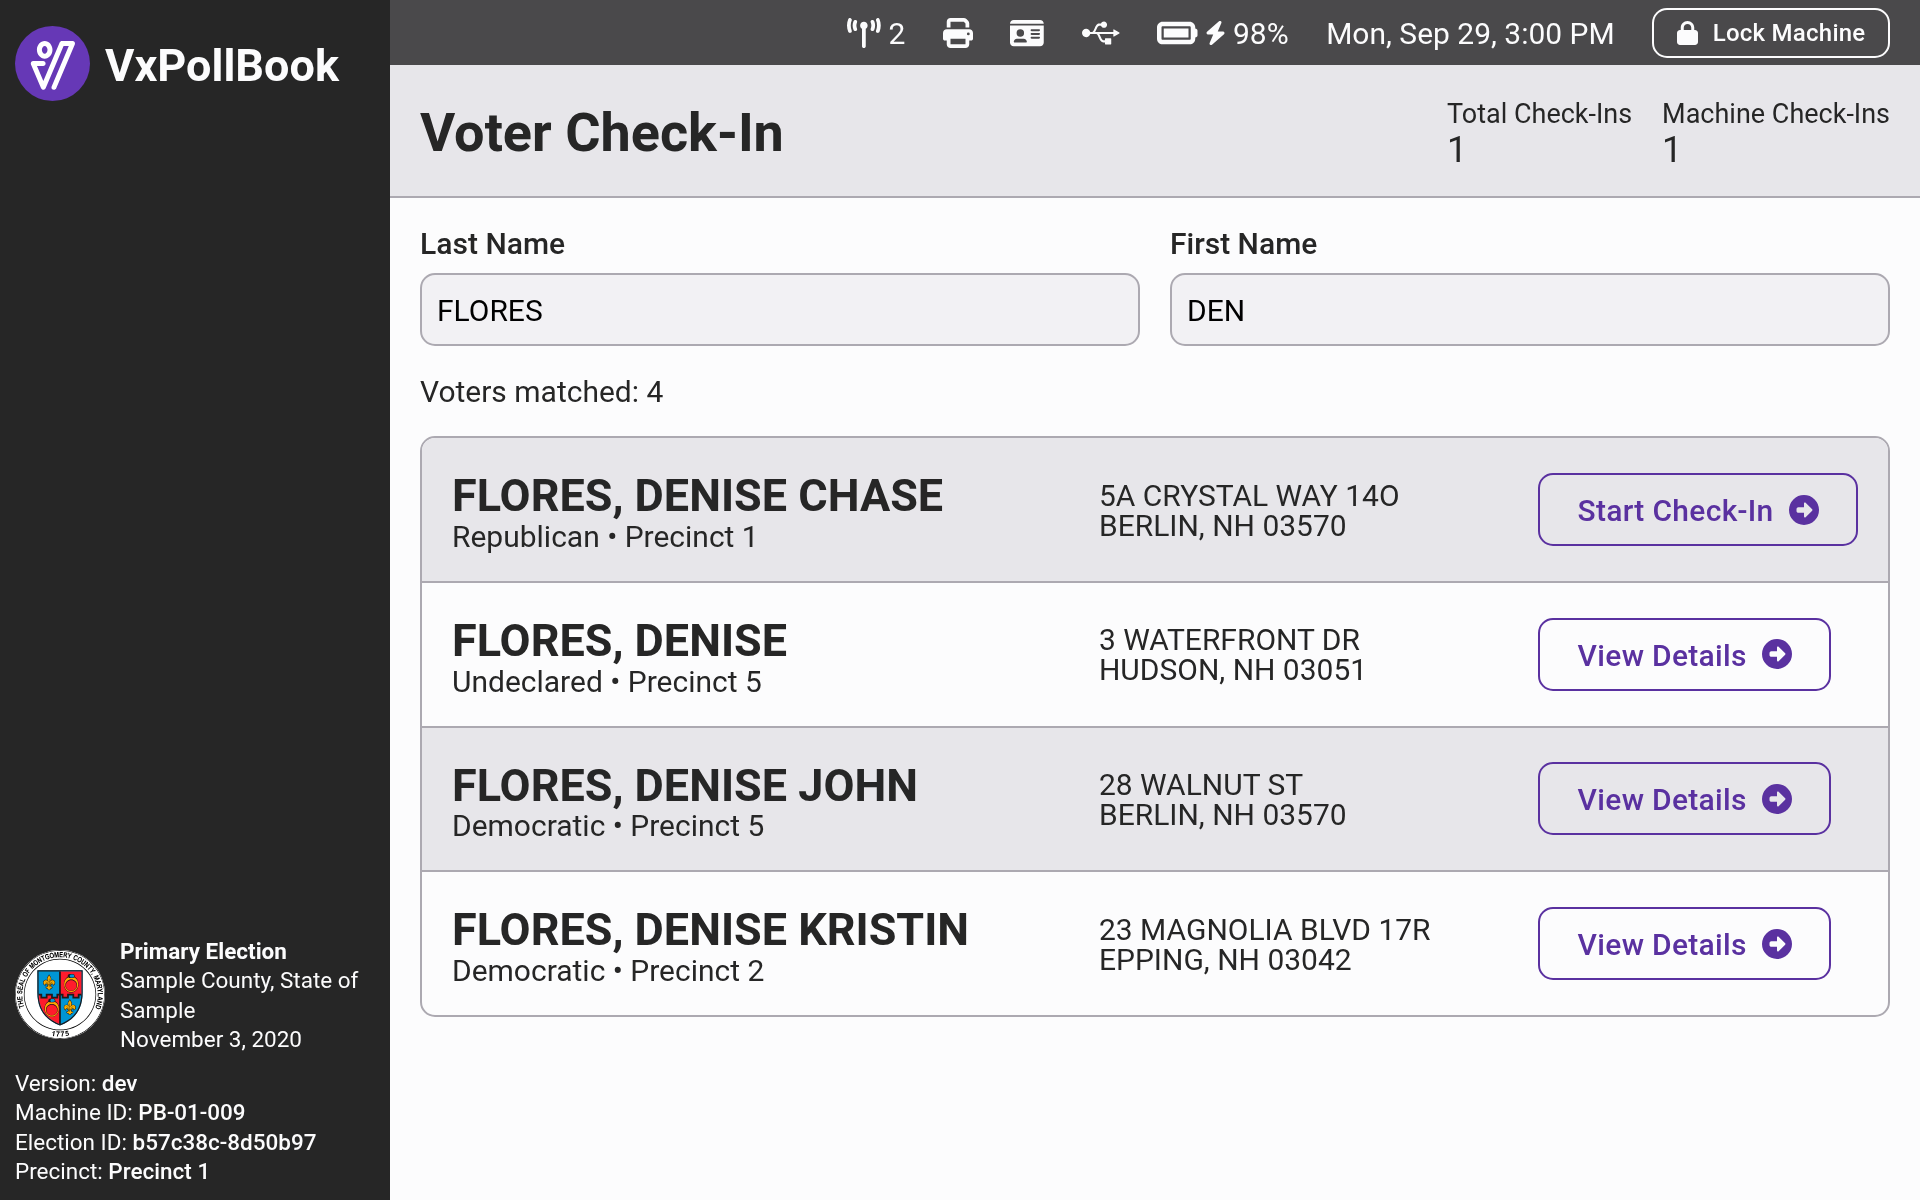 VxPollBook
2
98%
Mon, Sep 29, 3:00 PM
Lock Machine
Voter Check-In
Total Check-Ins
1
Machine Check-Ins
1
Last Name
First Name
FLORES
DEN
Voters matched: 4
FLORES, DENISE CHASE
Republican • Precinct 1
5A CRYSTAL WAY 14O
BERLIN, NH 03570
Start Check-In
FLORES, DENISE
Undeclared • Precinct 5
3 WATERFRONT DR
HUDSON, NH 03051
View Details
FLORES, DENISE JOHN
Democratic • Precinct 5
28 WALNUT ST
BERLIN, NH 03570
View Details
FLORES, DENISE KRISTIN
Democratic • Precinct 2
23 MAGNOLIA BLVD 17R
EPPING, NH 03042
View Details
THE SEAL OF MONTGOMERY COUNTY MARYLAND
1775
Primary Election
Sample County, State of
Sample
November 3, 2020
Version: dev
Machine ID: PB-01-009
Election ID: b57c38c-8d50b97
Precinct: Precinct 1